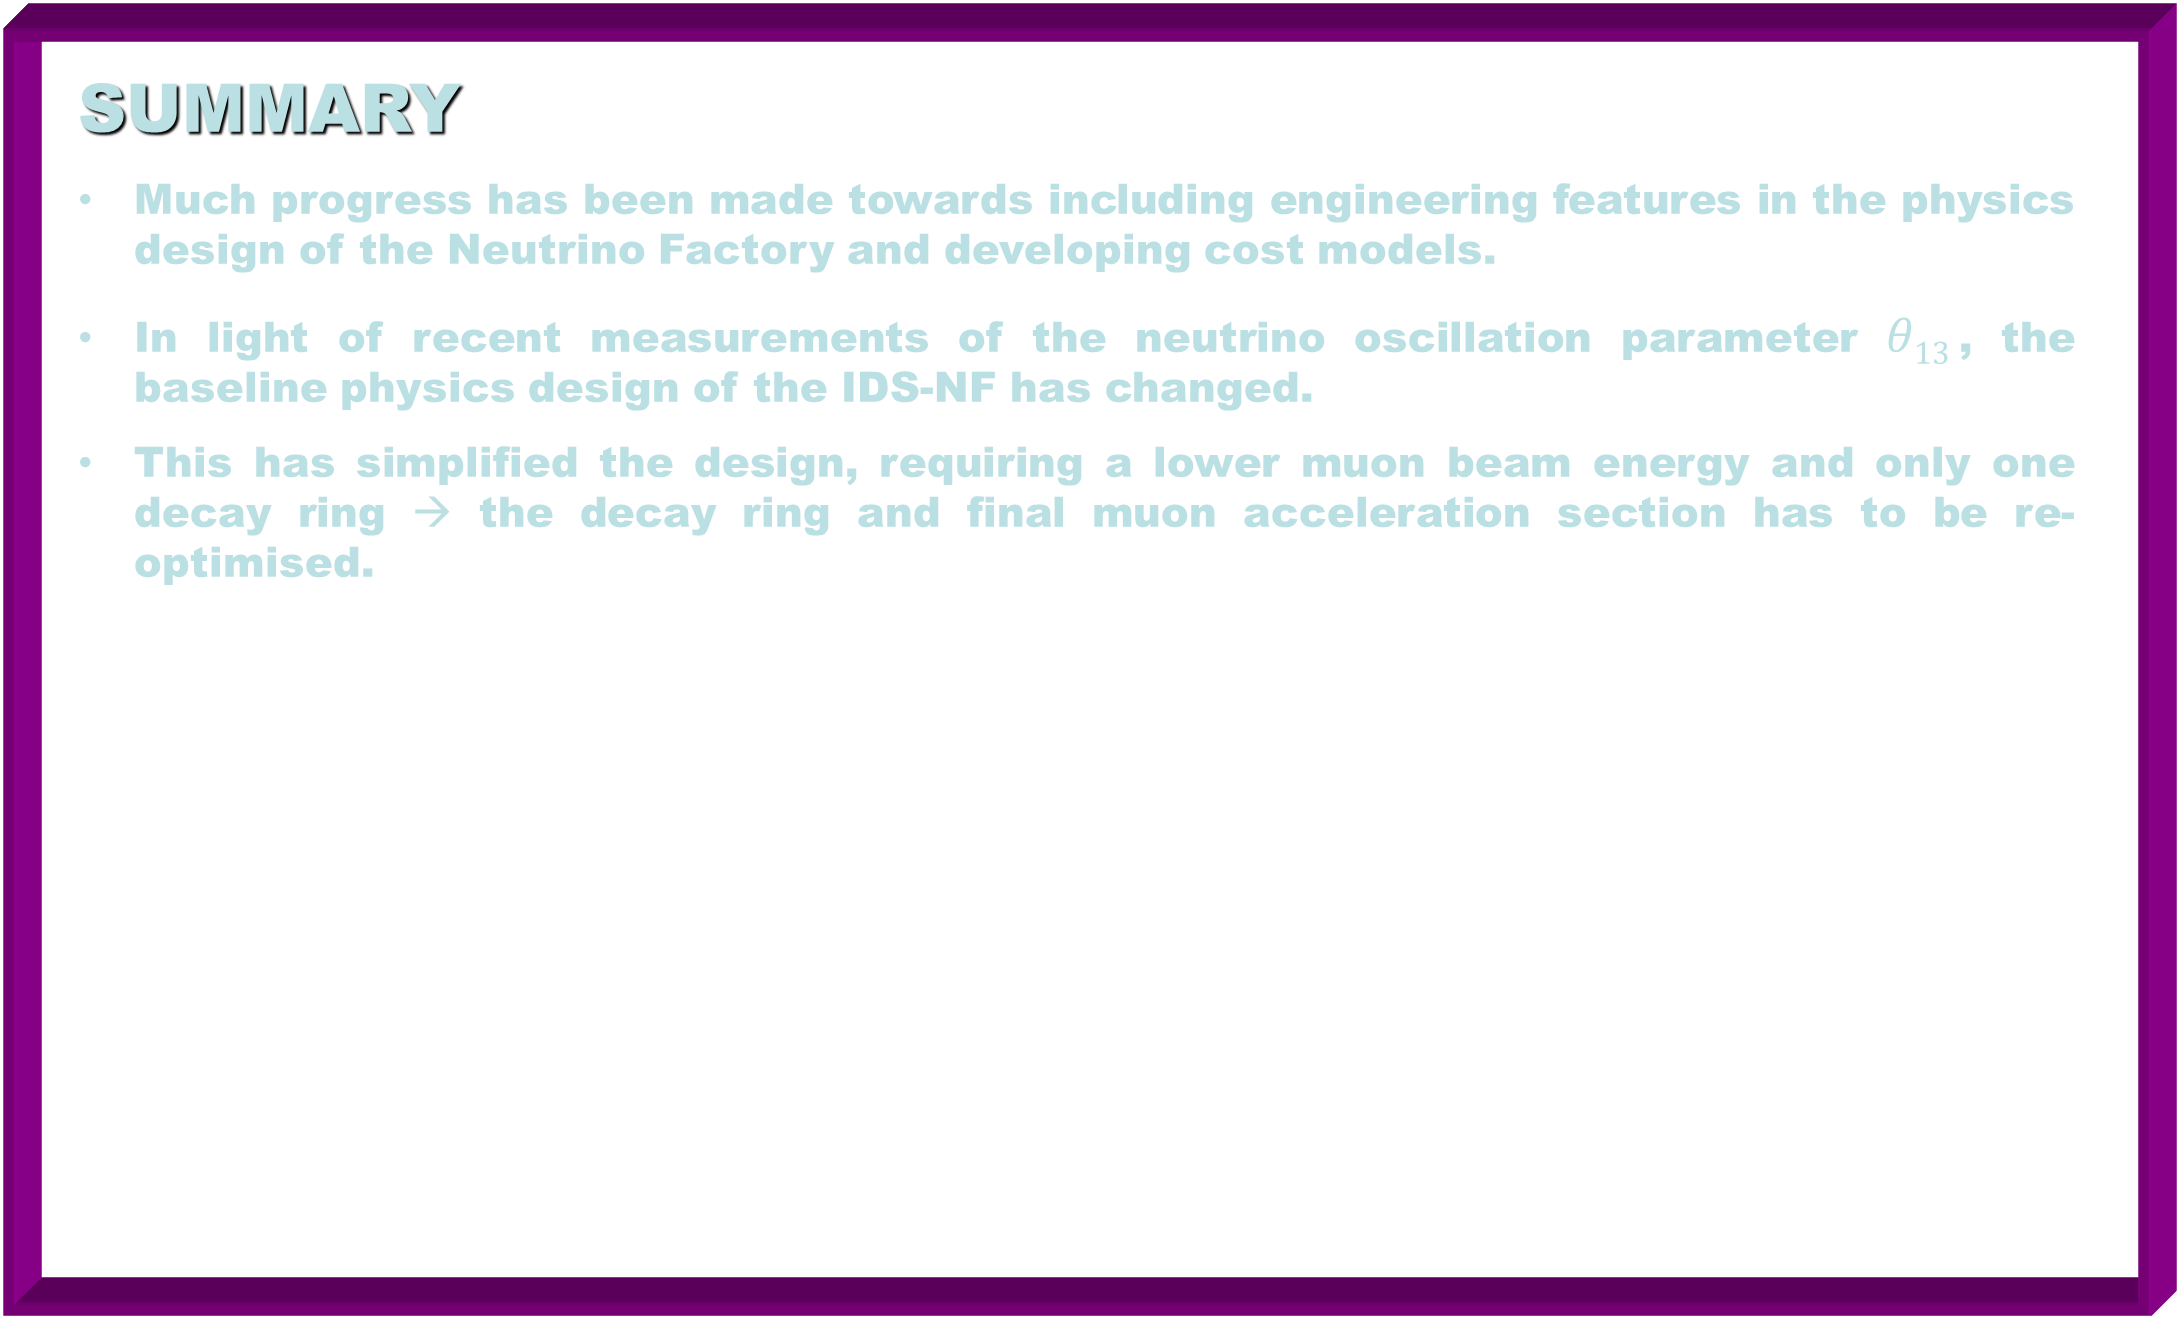 SUMMARY
• Much progress has been made towards including engineering features in the physics
design of the Neutrino Factory and developing cost models.
• In light of recent measurements of the neutrino oscillation parameter θ₁₃ , the
baseline physics design of the IDS-NF has changed.
• This has simplified the design, requiring a lower muon beam energy and only one
decay ring → the decay ring and final muon acceleration section has to be re-
optimised.